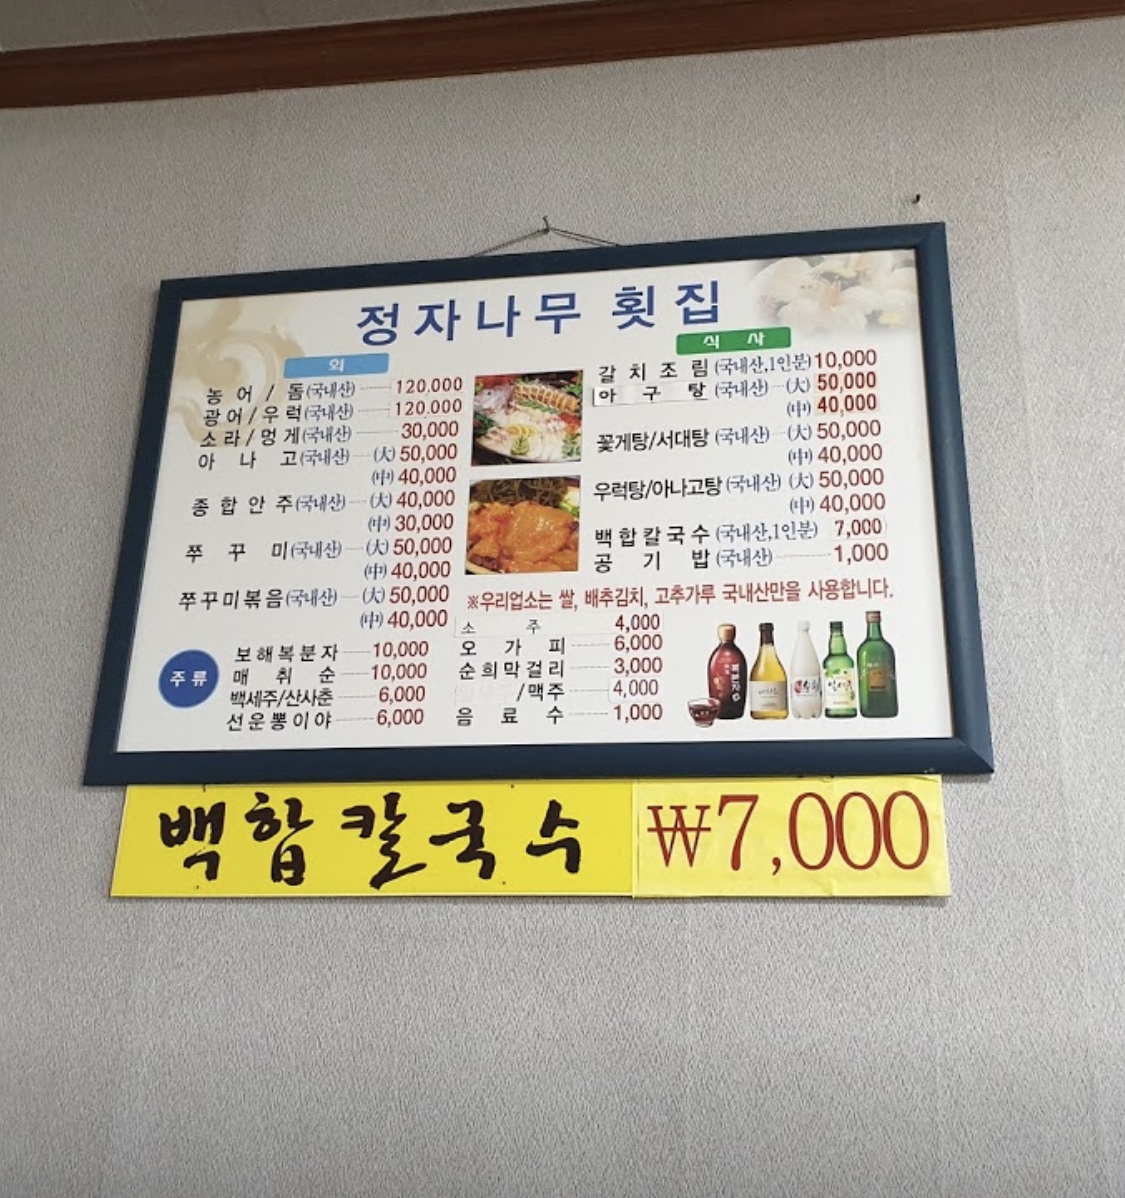 정자나무 횟집
회
농어/돔(국내산) 120.000
광어/우럭(국내산) 120.000
소라/멍게(국내산) 30,000
아나고(국내산) (大) 50,000
(中) 40,000
종합안주(국내산) (大) 40,000
(中) 30,000
쭈꾸미(국내산) (大) 50,000
(中) 40,000
쭈꾸미볶음(국내산) (大) 50,000
(中) 40,000
식사
갈치조림(국내산,1인분) 10,000
아구탕(국내산) (大) 50,000
(中) 40,000
꽃게탕/서대탕(국내산) (大) 50,000
(中) 40,000
우럭탕/아나고탕(국내산) (大) 50,000
(中) 40,000
백합칼국수(국내산,1인분) 7,000
공기밥(국내산) 1,000
※우리업소는 쌀, 배추김치, 고추가루 국내산만을 사용합니다.
주류
보해복분자 10,000
매취순 10,000
백세주/산사춘 6,000
선운뽕이야 6,000
소주 4,000
오가피 6,000
순희막걸리 3,000
/맥주 4,000
음료수 1,000
백합칼국수 ₩7,000